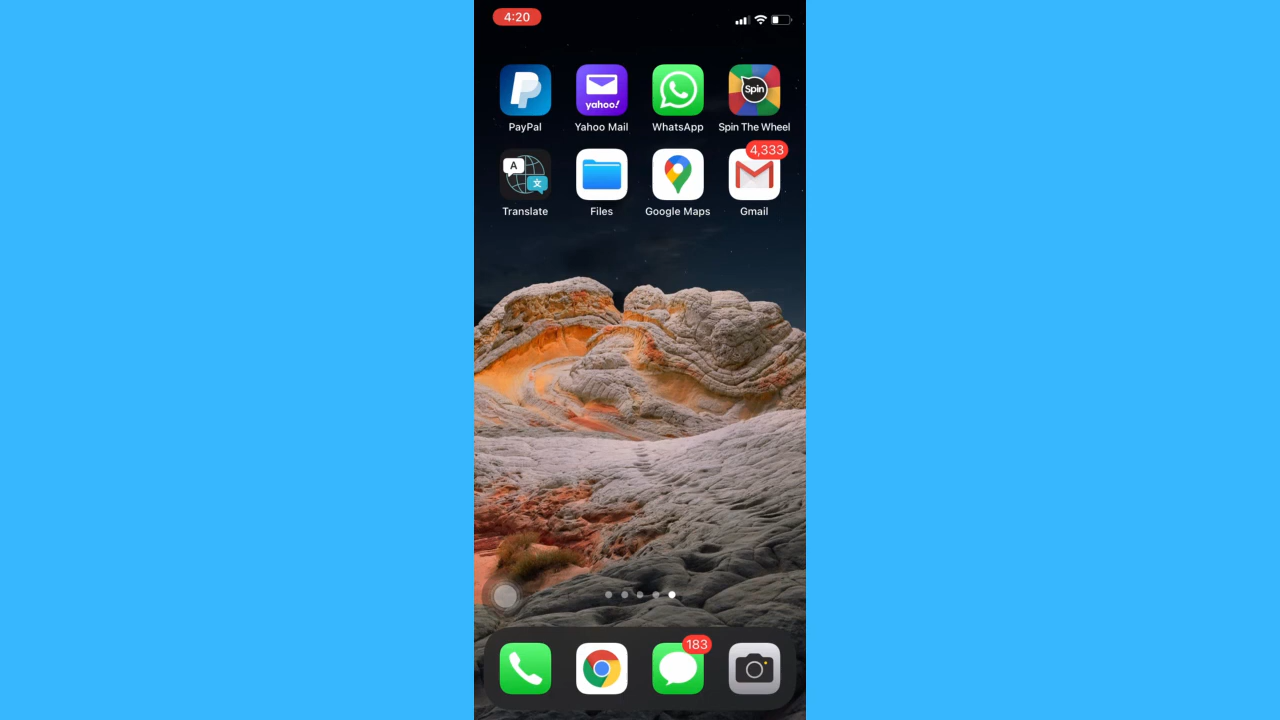 4:20
yahoo!
Spin
PayPal
Yahoo Mail
WhatsApp
Spin The Wheel
4,333
A
文
Translate
Files
Google Maps
Gmail
183